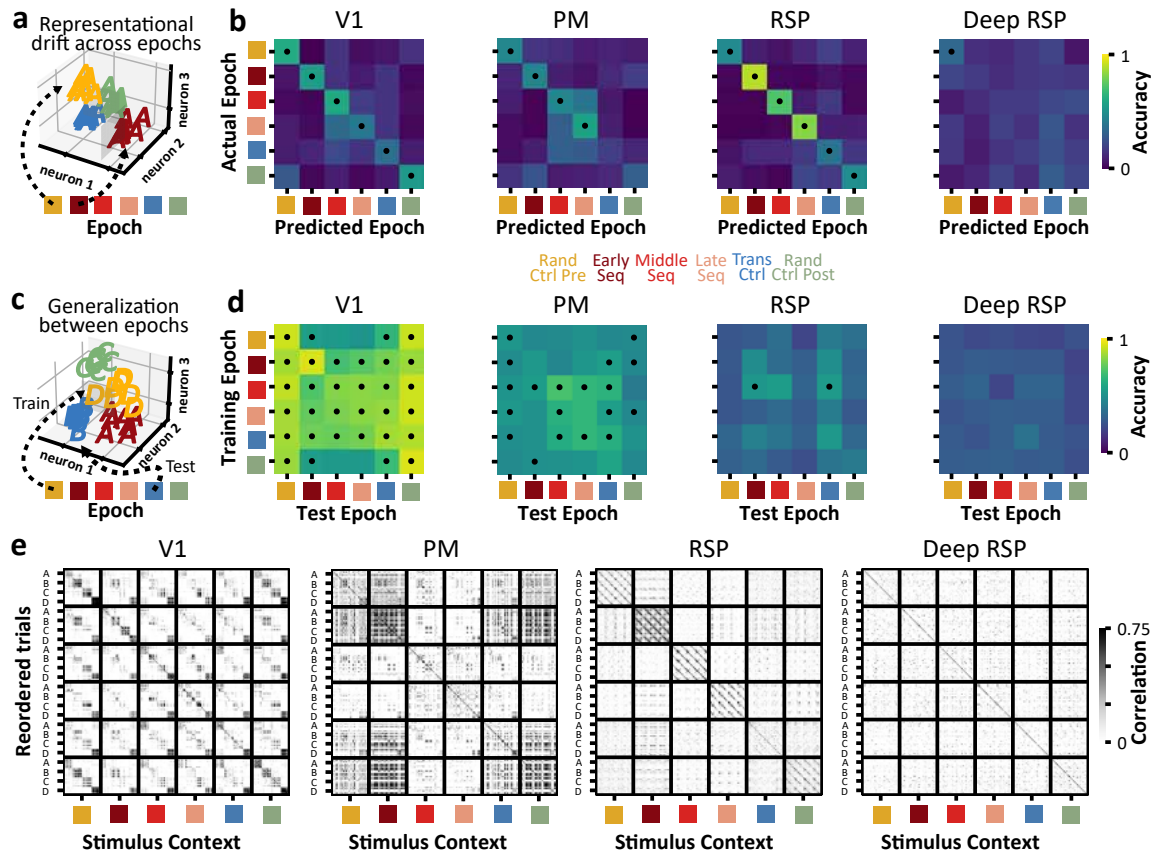 a
Representational
drift across epochs
neuron 3
neuron 2
neuron 1
Epoch
b
V1
PM
RSP
Deep RSP
Actual Epoch
Predicted Epoch
Predicted Epoch
Predicted Epoch
Predicted Epoch
1
0
Accuracy
Rand
Ctrl Pre
Early
Seq
Middle
Seq
Late
Seq
Trans
Ctrl
Rand
Ctrl Post
c
Generalization
between epochs
Train
Test
neuron 3
neuron 2
neuron 1
Epoch
d
V1
PM
RSP
Deep RSP
Training Epoch
Test Epoch
Test Epoch
Test Epoch
Test Epoch
1
0
Accuracy
e
V1
PM
RSP
Deep RSP
Reordered trials
A
B
C
D
A
B
C
D
A
B
C
D
A
B
C
D
A
B
C
D
A
B
C
D
A
B
C
D
A
B
C
D
A
B
C
D
A
B
C
D
A
B
C
D
A
B
C
D
A
B
C
D
A
B
C
D
A
B
C
D
A
B
C
D
A
B
C
D
A
B
C
D
A
B
C
D
A
B
C
D
A
B
C
D
A
B
C
D
A
B
C
D
A
B
C
D
Stimulus Context
Stimulus Context
Stimulus Context
Stimulus Context
0.75
0
Correlation